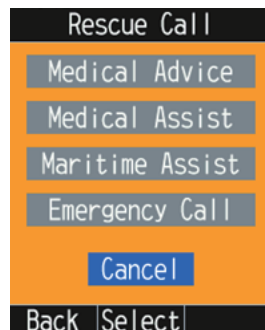 Rescue Call
Medical Advice
Medical Assist
Maritime Assist
Emergency Call
Cancel
Back Select